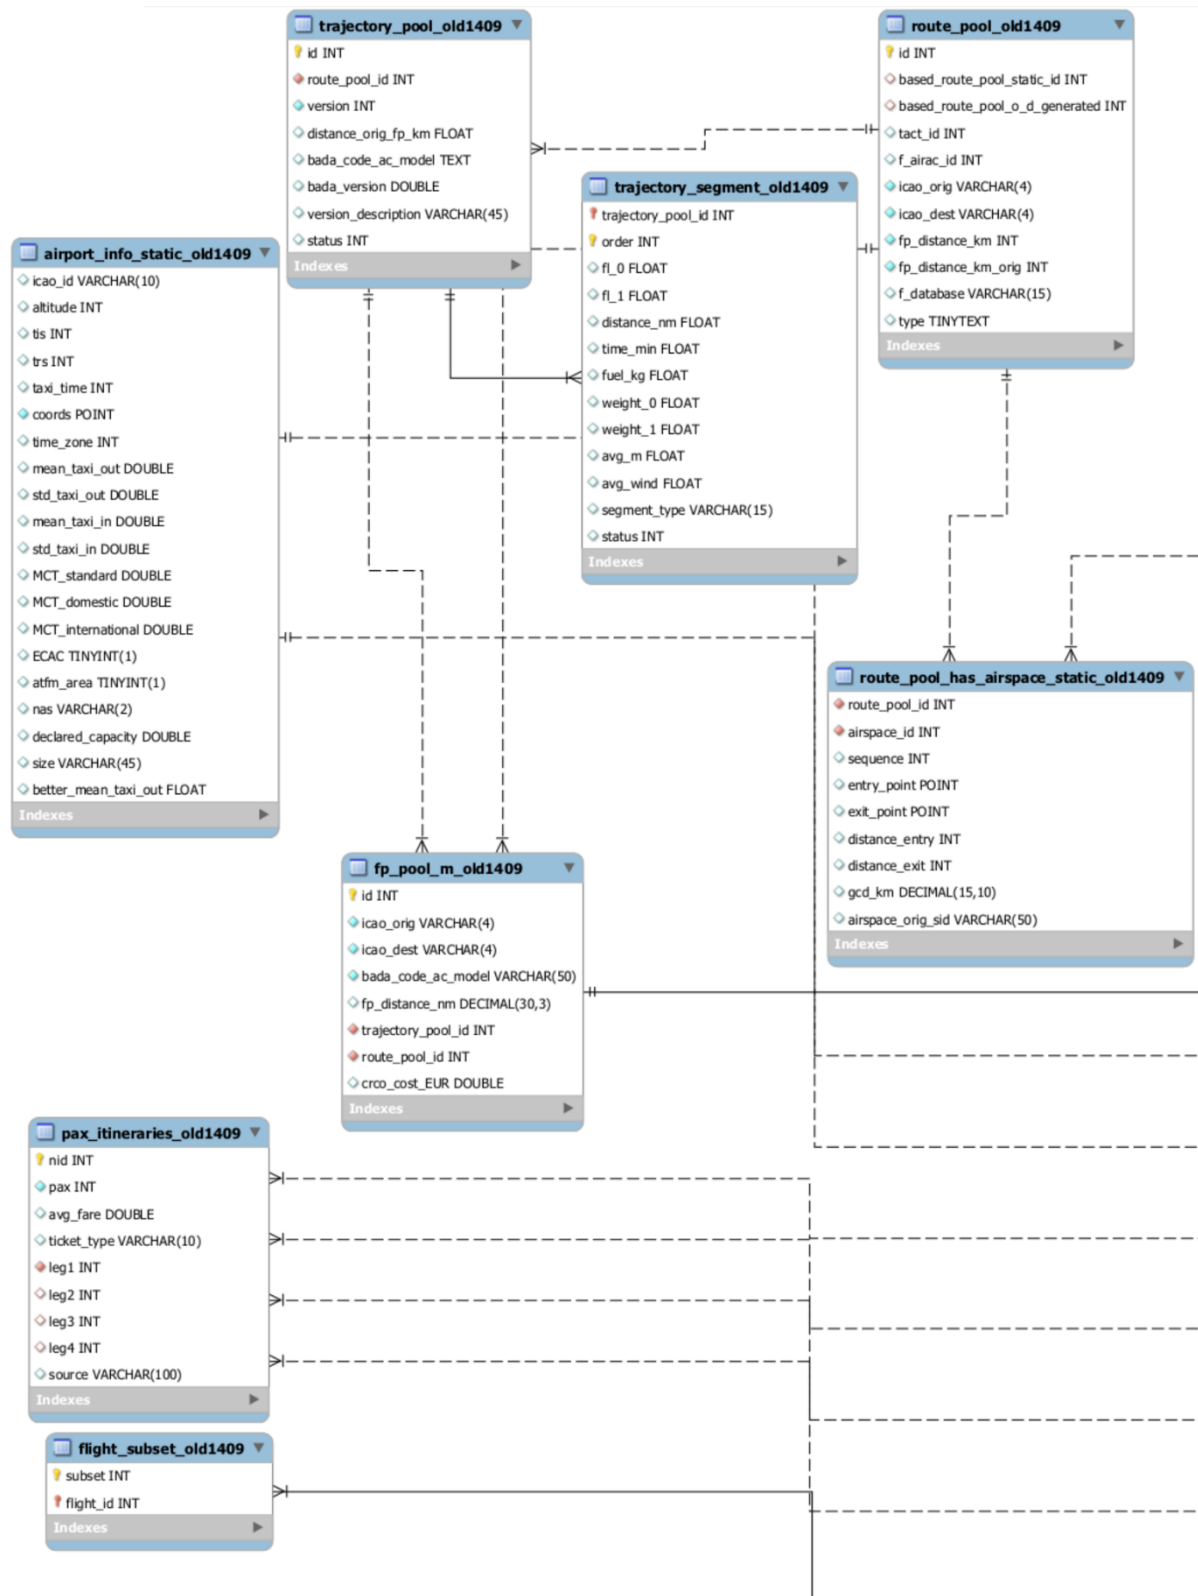 trajectory_pool_old1409
id INT
route_pool_id INT
version INT
distance_orig_fp_km FLOAT
bada_code_ac_model TEXT
bada_version DOUBLE
version_description VARCHAR(45)
status INT
Indexes
route_pool_old1409
id INT
based_route_pool_static_id INT
based_route_pool_o_d_generated INT
tact_id INT
f_airac_id INT
icao_orig VARCHAR(4)
icao_dest VARCHAR(4)
fp_distance_km INT
fp_distance_km_orig INT
f_database VARCHAR(15)
type TINYTEXT
Indexes
trajectory_segment_old1409
trajectory_pool_id INT
order INT
fl_0 FLOAT
fl_1 FLOAT
distance_nm FLOAT
time_min FLOAT
fuel_kg FLOAT
weight_0 FLOAT
weight_1 FLOAT
avg_m FLOAT
avg_wind FLOAT
segment_type VARCHAR(15)
status INT
Indexes
airport_info_static_old1409
icao_id VARCHAR(10)
altitude INT
tis INT
trs INT
taxi_time INT
coords POINT
time_zone INT
mean_taxi_out DOUBLE
std_taxi_out DOUBLE
mean_taxi_in DOUBLE
std_taxi_in DOUBLE
MCT_standard DOUBLE
MCT_domestic DOUBLE
MCT_international DOUBLE
ECAC TINYINT(1)
atfm_area TINYINT(1)
nas VARCHAR(2)
declared_capacity DOUBLE
size VARCHAR(45)
better_mean_taxi_out FLOAT
Indexes
route_pool_has_airspace_static_old1409
route_pool_id INT
airspace_id INT
sequence INT
entry_point POINT
exit_point POINT
distance_entry INT
distance_exit INT
gcd_km DECIMAL(15,10)
airspace_orig_sid VARCHAR(50)
Indexes
fp_pool_m_old1409
id INT
icao_orig VARCHAR(4)
icao_dest VARCHAR(4)
bada_code_ac_model VARCHAR(50)
fp_distance_nm DECIMAL(30,3)
trajectory_pool_id INT
route_pool_id INT
crco_cost_EUR DOUBLE
Indexes
pax_itineraries_old1409
nid INT
pax INT
avg_fare DOUBLE
ticket_type VARCHAR(10)
leg1 INT
leg2 INT
leg3 INT
leg4 INT
source VARCHAR(100)
Indexes
flight_subset_old1409
subset INT
flight_id INT
Indexes